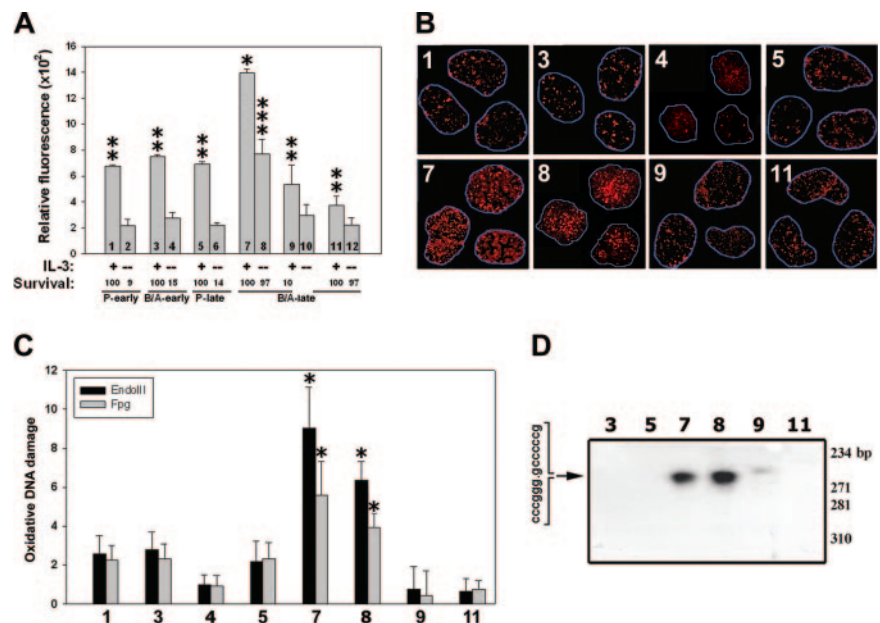 A
Relative fluorescence (x10²)
16
14
12
10
8
6
4
2
0
** ** ** * *** ** **
1 2 3 4 5 6 7 8 9 10 11 12
IL-3: + -- + -- + -- + -- + -- + --
Survival: 100 9 100 15 100 14 100 97 10 100 97
P-early B/A-early P-late B/A-late
B
1 3 4 5
7 8 9 11
C
Oxidative DNA damage
12
10
8
6
4
2
0
EndoIII
Fpg
* * * *
1 3 4 5 7 8 9 11
D
3 5 7 8 9 11
cccggg.gcccccg
234 bp
271
281
310